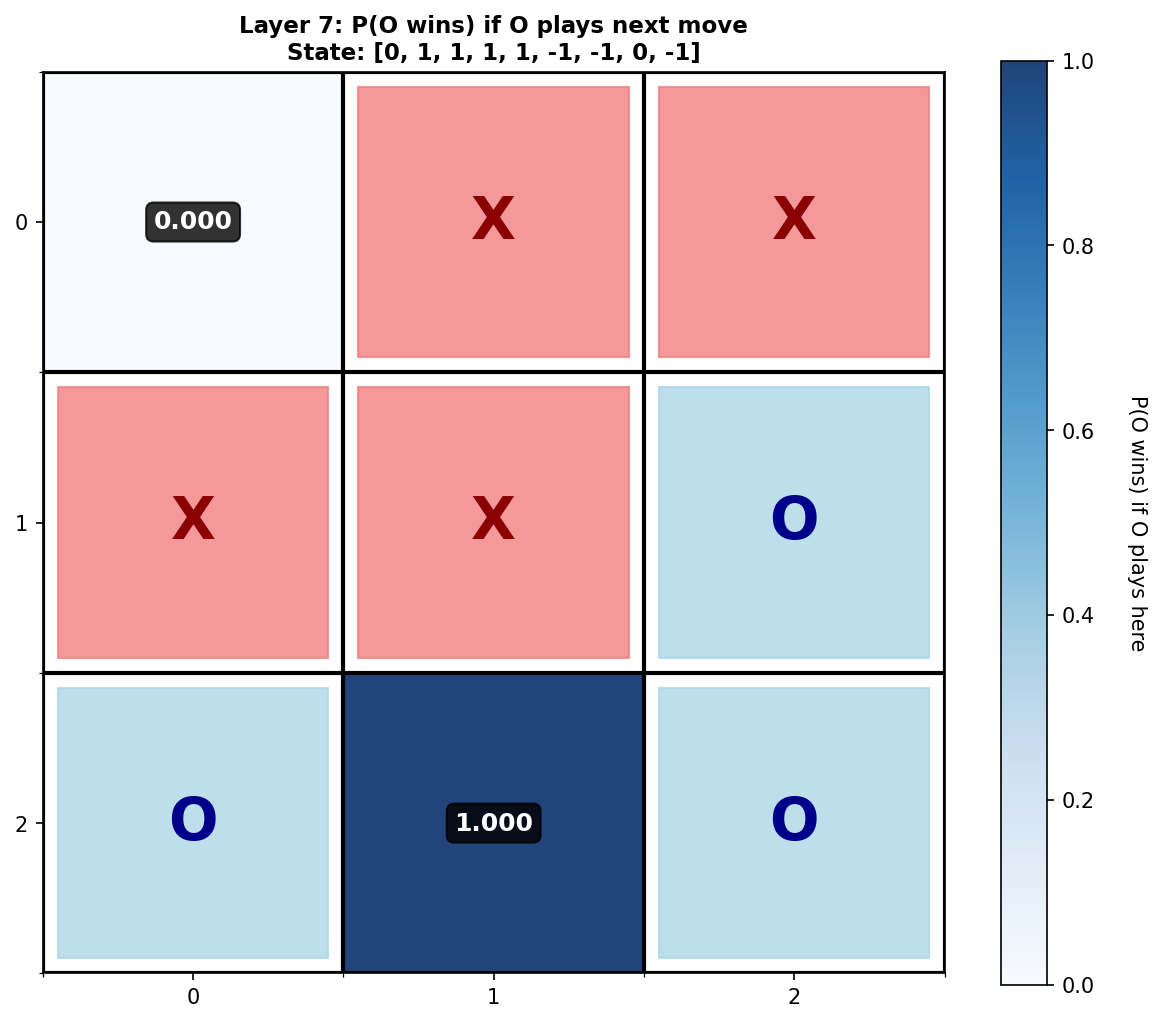 Layer 7: P(O wins) if O plays next move
State: [0, 1, 1, 1, 1, -1, -1, 0, -1]
0
0.000
X
X
1
X
X
O
2
O
1.000
O
0
1
2
1.0
0.8
0.6
0.4
0.2
0.0
P(O wins) if O plays here